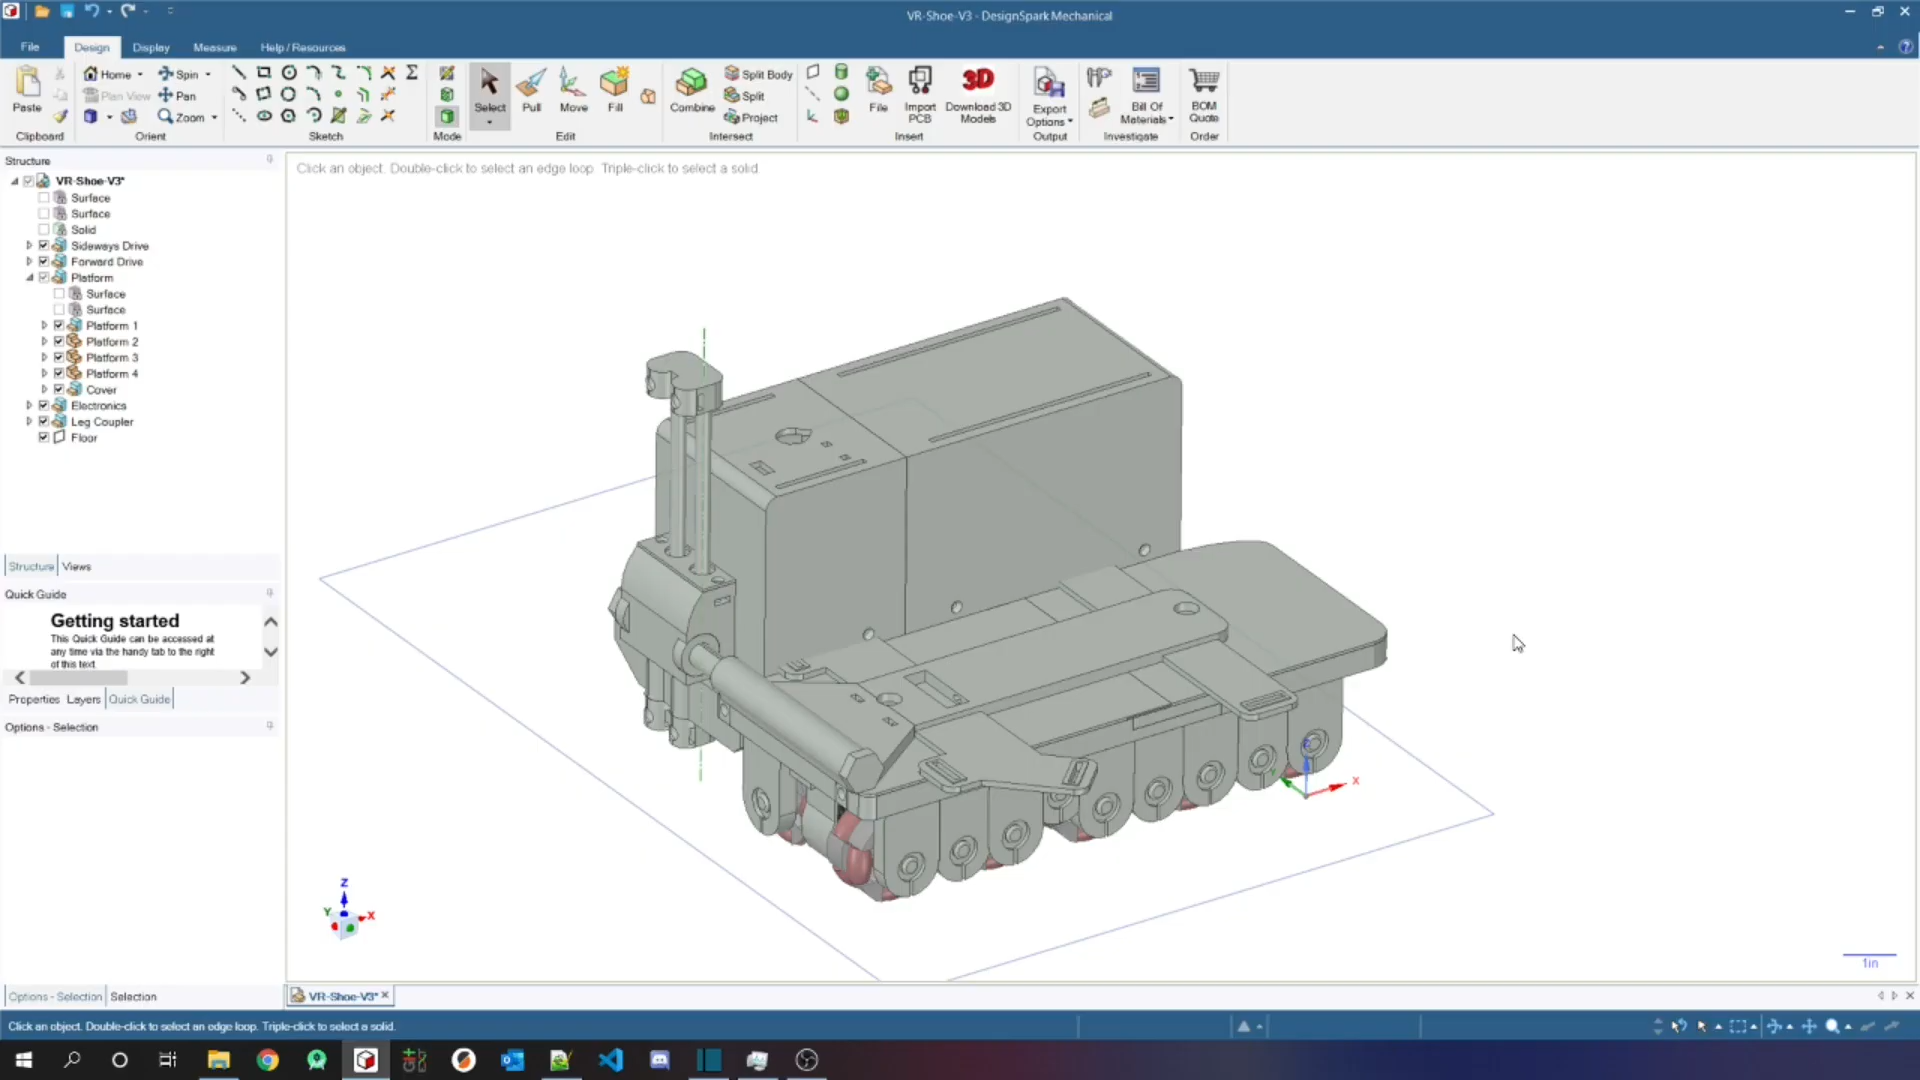 VR-Shoe-V3 - DesignSpark Mechanical
File Design Display Measure Help / Resources
Paste
Home Spin
Plan View Pan
Zoom
Select Pull Move Fill
Combine
Split Body
Split
Project
File Import PCB Download 3D Models
3D
Export Options
Bill Of Materials
BOM Quote
Clipboard Orient Sketch Mode Edit Intersect Insert Output Investigate Order
Structure
Click an object. Double-click to select an edge loop. Triple-click to select a solid.
VR-Shoe-V3*
Surface
Surface
Solid
Sideways Drive
Forward Drive
Platform
Surface
Surface
Platform 1
Platform 2
Platform 3
Platform 4
Cover
Electronics
Leg Coupler
Floor
Structure Views
Quick Guide
Getting started
This Quick Guide can be accessed at
any time via the handy tab to the right
of this text.
Properties Layers Quick Guide
Options - Selection
X
Z
Y X
1in
Options - Selection Selection
VR-Shoe-V3*
Click an object. Double-click to select an edge loop. Triple-click to select a solid.